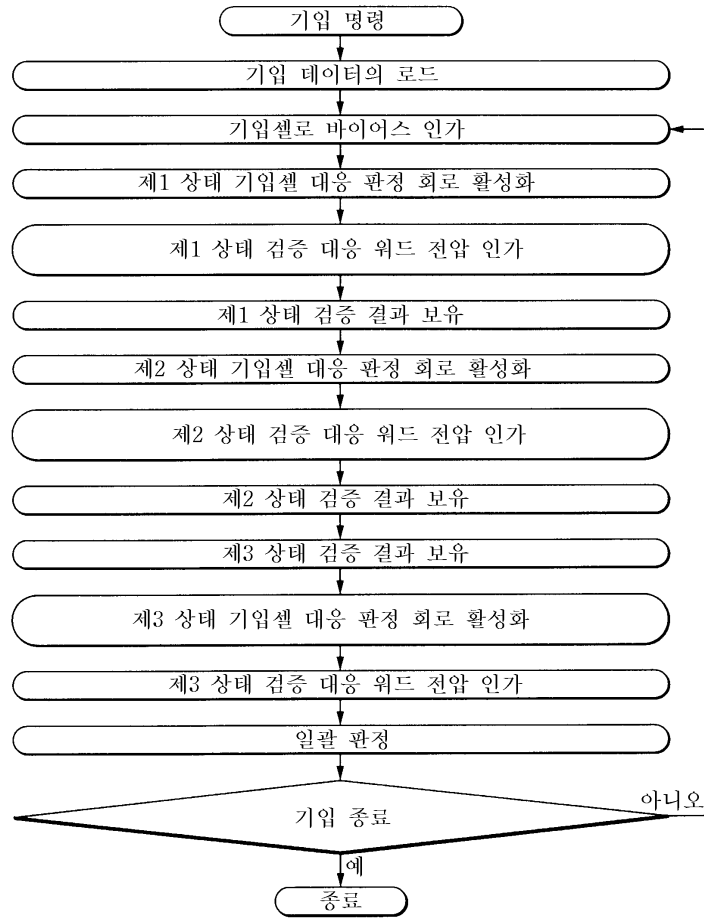 기입 명령
기입 데이터의 로드
기입셀로 바이어스 인가
제1 상태 기입셀 대응 판정 회로 활성화
제1 상태 검증 대응 워드 전압 인가
제1 상태 검증 결과 보유
제2 상태 기입셀 대응 판정 회로 활성화
제2 상태 검증 대응 워드 전압 인가
제2 상태 검증 결과 보유
제3 상태 검증 결과 보유
제3 상태 기입셀 대응 판정 회로 활성화
제3 상태 검증 대응 워드 전압 인가
일괄 판정
아니오
기입 종료
예
종료